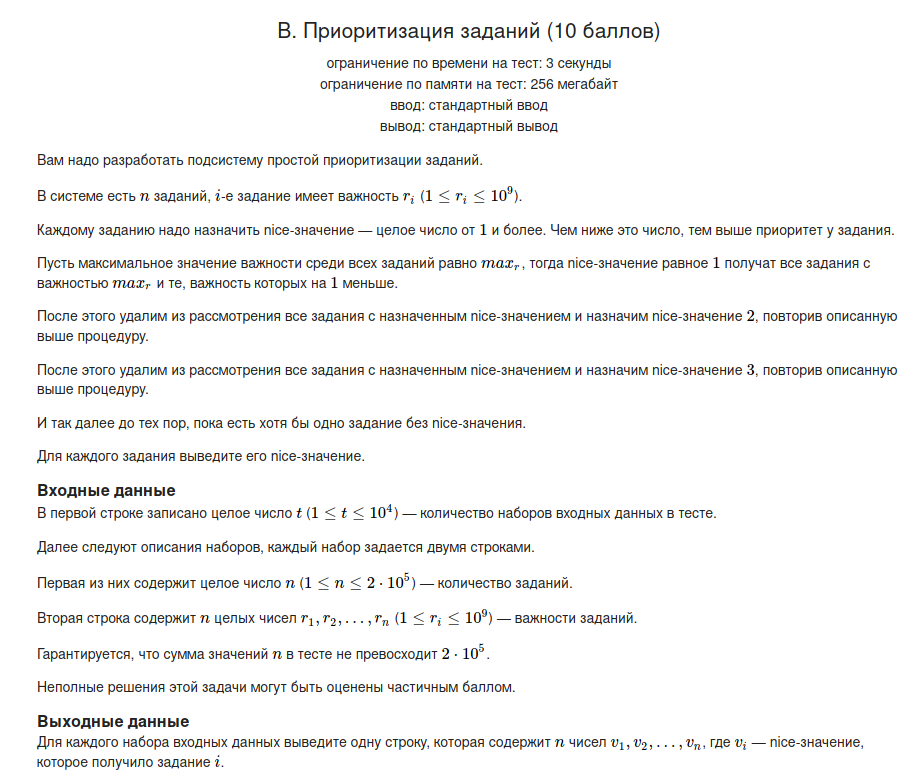 B. Приоритизация заданий (10 баллов)
ограничение по времени на тест: 3 секунды
ограничение по памяти на тест: 256 мегабайт
ввод: стандартный ввод
вывод: стандартный вывод
Вам надо разработать подсистему простой приоритизации заданий.
В системе есть n заданий, i-е задание имеет важность r_i (1 ≤ r_i ≤ 10^9).
Каждому заданию надо назначить nice-значение — целое число от 1 и более. Чем ниже это число, тем выше приоритет у задания.
Пусть максимальное значение важности среди всех заданий равно max_r, тогда nice-значение равное 1 получат все задания с
важностью max_r и те, важность которых на 1 меньше.
После этого удалим из рассмотрения все задания с назначенным nice-значением и назначим nice-значение 2, повторив описанную
выше процедуру.
После этого удалим из рассмотрения все задания с назначенным nice-значением и назначим nice-значение 3, повторив описанную
выше процедуру.
И так далее до тех пор, пока есть хотя бы одно задание без nice-значения.
Для каждого задания выведите его nice-значение.
Входные данные
В первой строке записано целое число t (1 ≤ t ≤ 10^4) — количество наборов входных данных в тесте.
Далее следуют описания наборов, каждый набор задается двумя строками.
Первая из них содержит целое число n (1 ≤ n ≤ 2 · 10^5) — количество заданий.
Вторая строка содержит n целых чисел r_1, r_2, . . . , r_n (1 ≤ r_i ≤ 10^9) — важности заданий.
Гарантируется, что сумма значений n в тесте не превосходит 2 · 10^5.
Неполные решения этой задачи могут быть оценены частичным баллом.
Выходные данные
Для каждого набора входных данных выведите одну строку, которая содержит n чисел v_1, v_2, . . . , v_n, где v_i — nice-значение,
которое получило задание i.